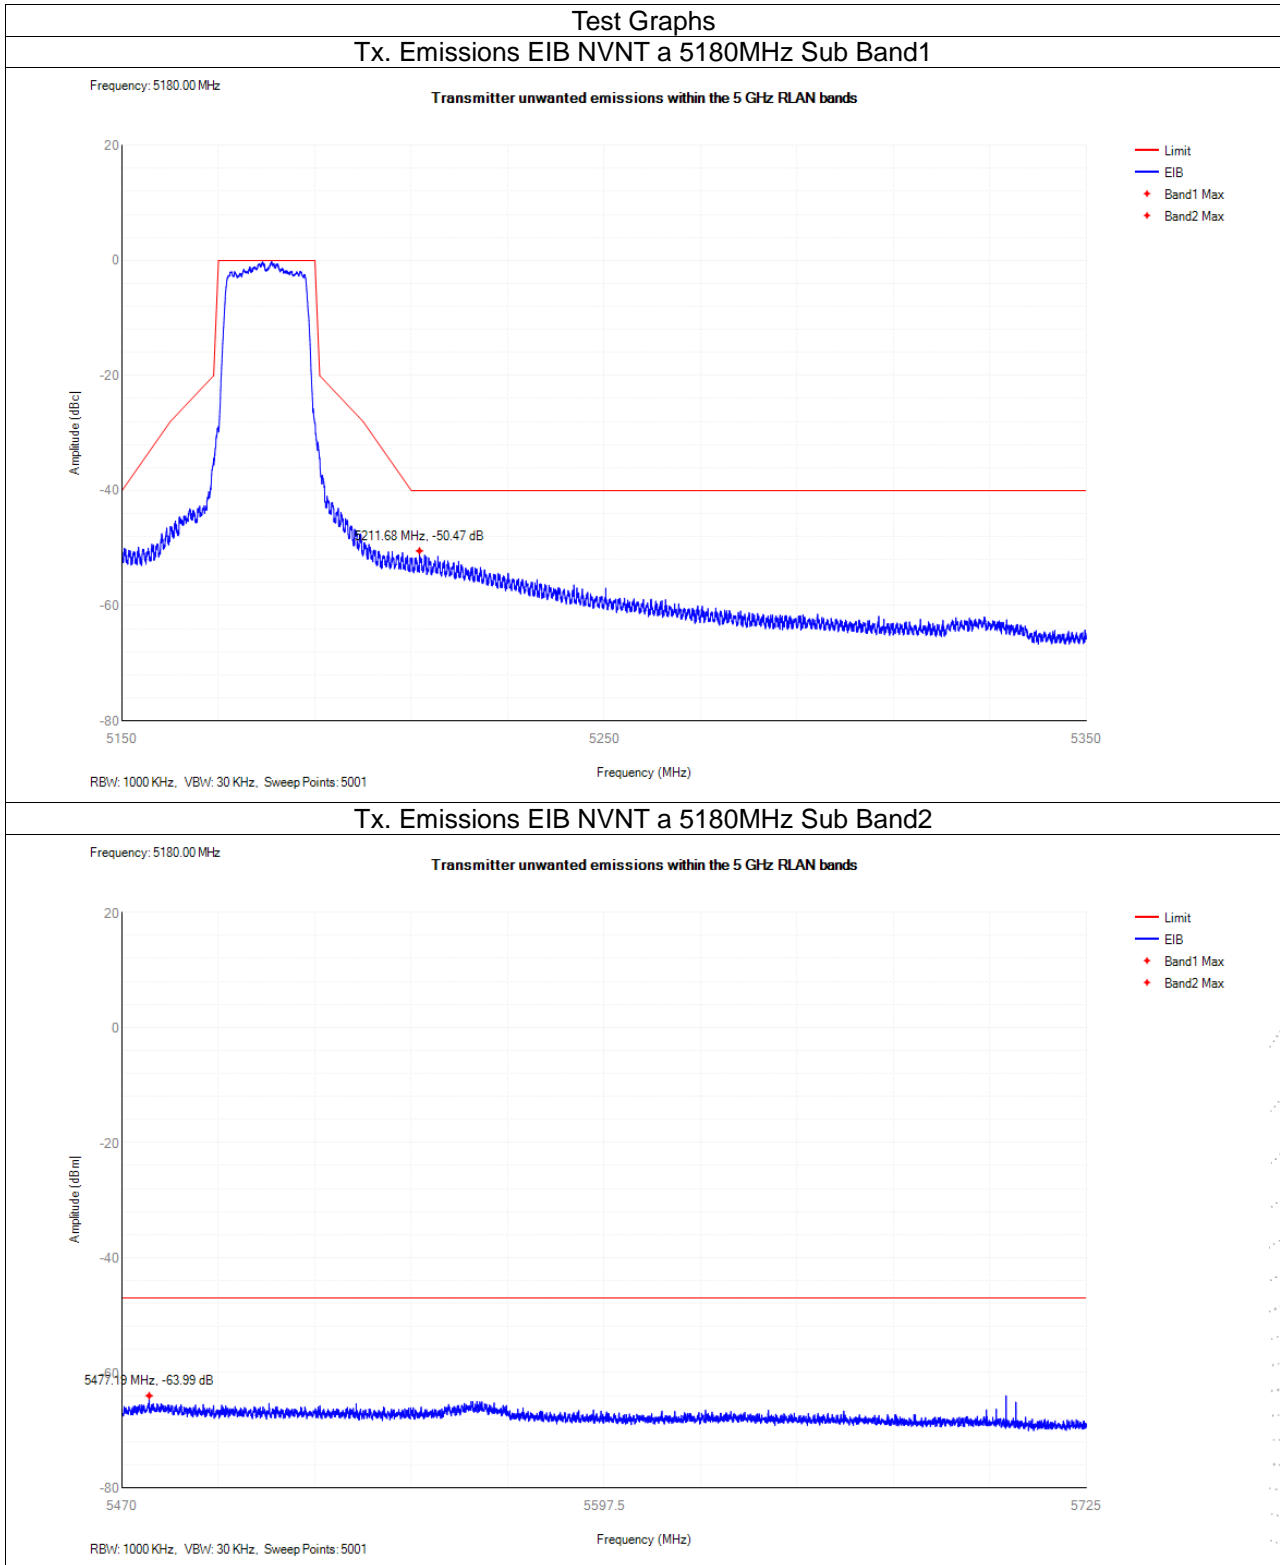 Test Graphs
Tx. Emissions EIB NVNT a 5180MHz Sub Band1
Frequency: 5180.00 MHz
Transmitter unwanted emissions within the 5 GHz RLAN bands
Limit
EIB
Band1 Max
Band2 Max
20
0
-20
-40
-60
-80
Amplitude (dBc)
5211.68 MHz, -50.47 dB
5150
5250
5350
Frequency (MHz)
RBW: 1000 KHz, VBW: 30 KHz, Sweep Points: 5001
Tx. Emissions EIB NVNT a 5180MHz Sub Band2
Frequency: 5180.00 MHz
Transmitter unwanted emissions within the 5 GHz RLAN bands
Limit
EIB
Band1 Max
Band2 Max
20
0
-20
-40
-60
-80
Amplitude (dBm)
5477.19 MHz, -63.99 dB
5470
5597.5
5725
Frequency (MHz)
RBW: 1000 KHz, VBW: 30 KHz, Sweep Points: 5001